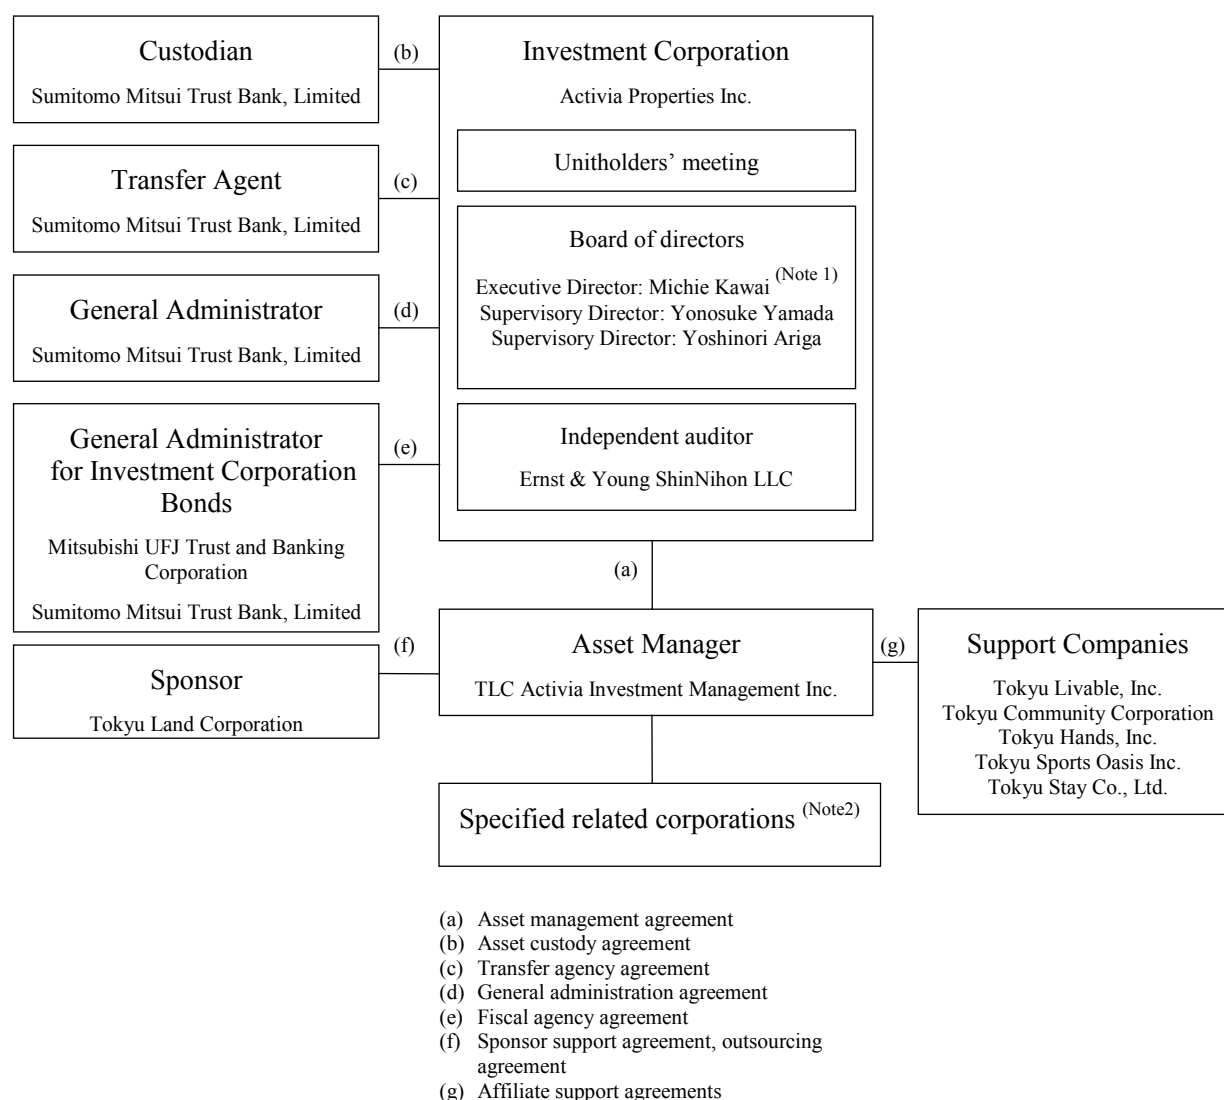 Custodian
Sumitomo Mitsui Trust Bank, Limited
(b)
Investment Corporation
Activia Properties Inc.
Unitholders’ meeting
Transfer Agent
Sumitomo Mitsui Trust Bank, Limited
(c)
Board of directors
Executive Director: Michie Kawai (Note 1)
Supervisory Director: Yonosuke Yamada
Supervisory Director: Yoshinori Ariga
General Administrator
Sumitomo Mitsui Trust Bank, Limited
(d)
General Administrator
for Investment Corporation
Bonds
Mitsubishi UFJ Trust and Banking
Corporation
Sumitomo Mitsui Trust Bank, Limited
(e)
Independent auditor
Ernst & Young ShinNihon LLC
(a)
Sponsor
Tokyu Land Corporation
(f)
Asset Manager
TLC Activia Investment Management Inc.
(g)
Support Companies
Tokyu Livable, Inc.
Tokyu Community Corporation
Tokyu Hands, Inc.
Tokyu Sports Oasis Inc.
Tokyu Stay Co., Ltd.
Specified related corporations (Note2)
(a) Asset management agreement
(b) Asset custody agreement
(c) Transfer agency agreement
(d) General administration agreement
(e) Fiscal agency agreement
(f) Sponsor support agreement, outsourcing
agreement
(g) Affiliate support agreements